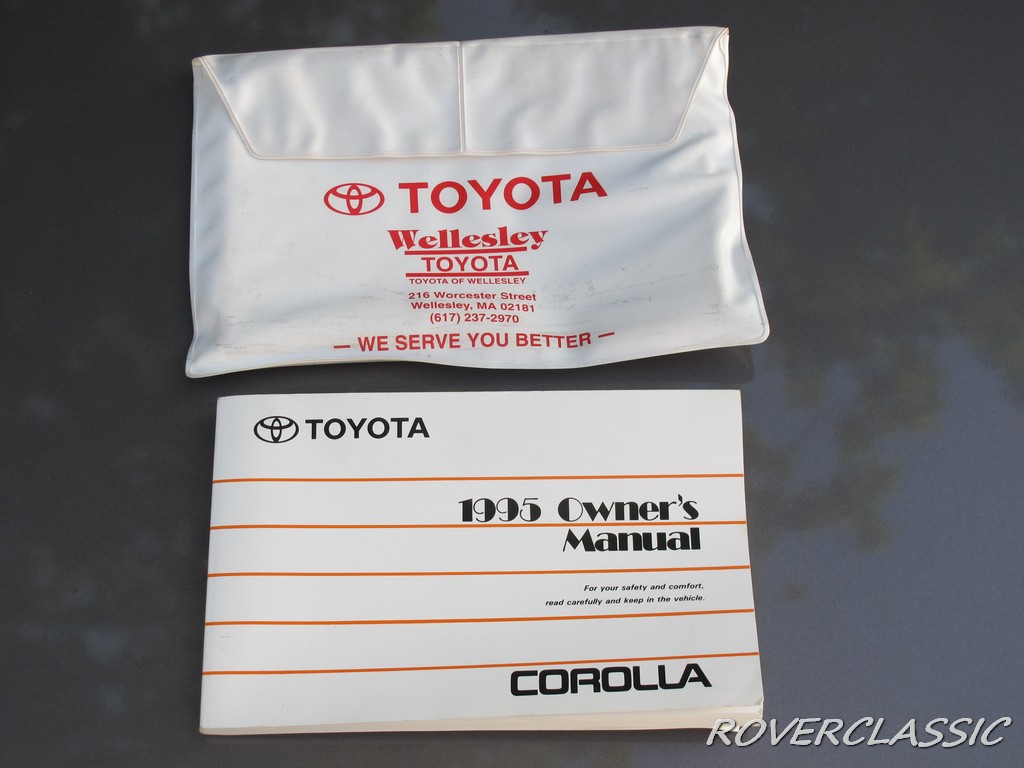 TOYOTA
Wellesley
TOYOTA
TOYOTA OF WELLESLEY
216 Worcester Street
Wellesley, MA 02181
(617) 237-2970
— WE SERVE YOU BETTER —
TOYOTA
1995 Owner's
Manual
For your safety and comfort,
read carefully and keep in the vehicle.
COROLLA
ROVERCLASSIC